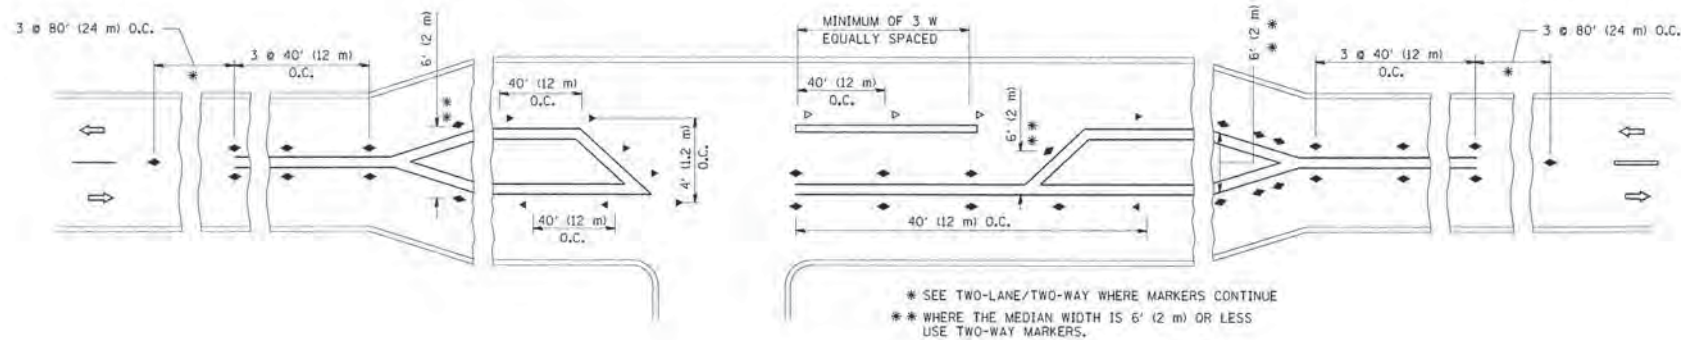 3 @ 80' (24 m) O.C.
3 @ 40' (12 m)
O.C.
6' (2 m)
**
40' (12 m)
O.C.
4' (1.2 m)
O.C.
40' (12 m)
O.C.
MINIMUM OF 3 W
EQUALLY SPACED
40' (12 m)
O.C.
6' (2 m)
**
40' (12 m) O.C.
6' (2 m)
**
3 @ 40' (12 m)
O.C.
3 @ 80' (24 m) O.C.
*
*
* SEE TWO-LANE/TWO-WAY WHERE MARKERS CONTINUE
** WHERE THE MEDIAN WIDTH IS 6' (2 m) OR LESS
USE TWO-WAY MARKERS.